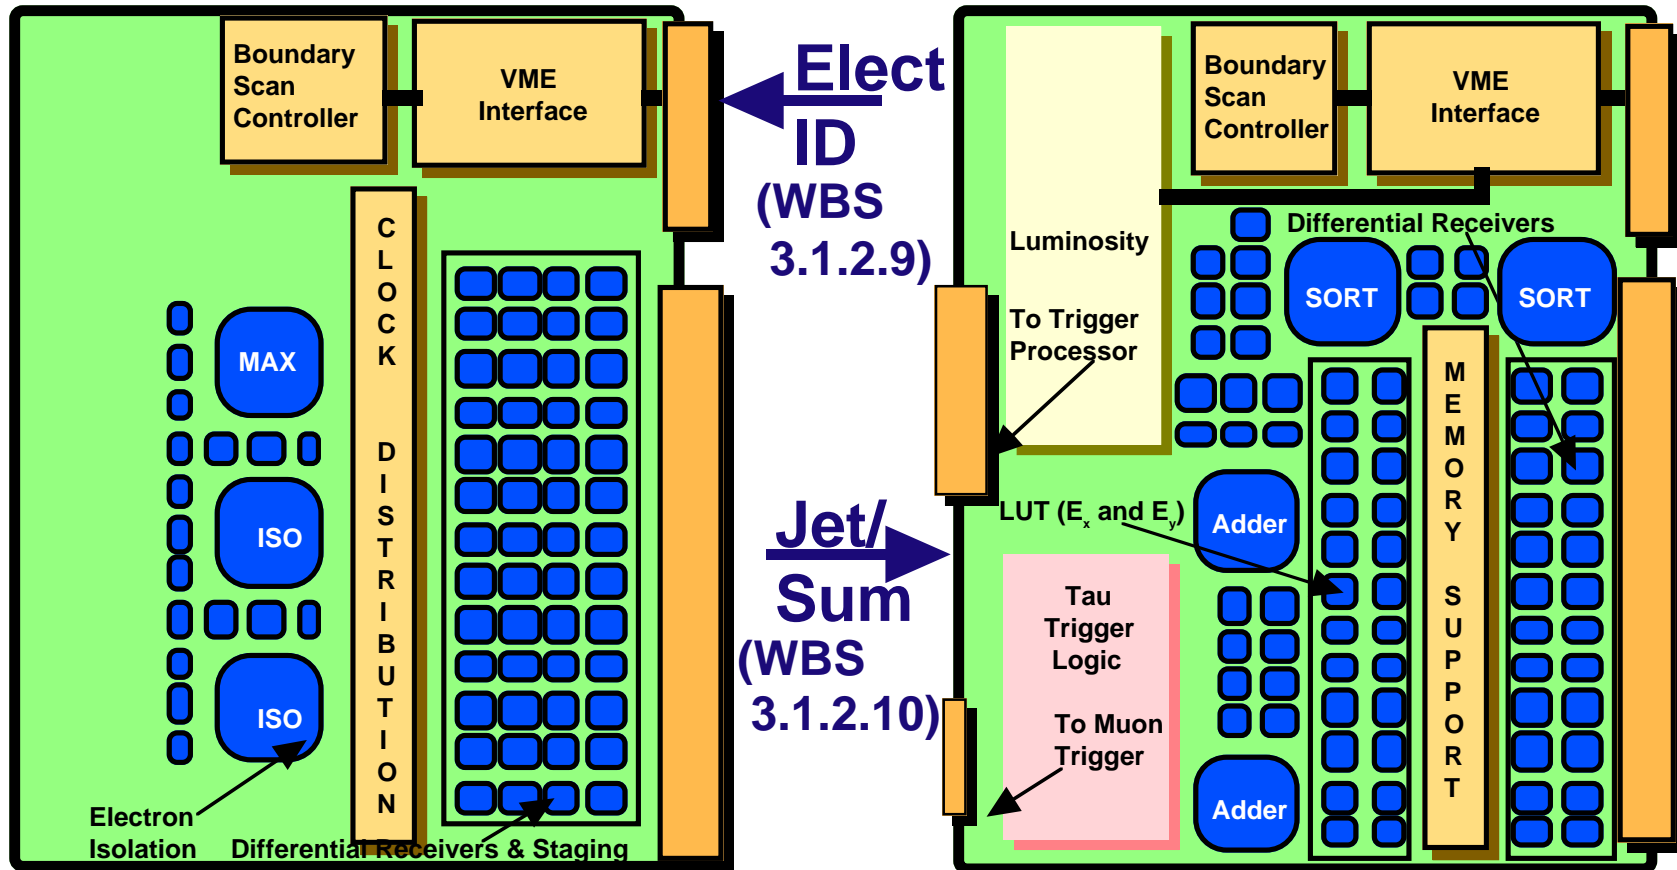 Boundary
Scan
Controller
VME
Interface
C
L
O
C
K
D
I
S
T
R
I
B
U
T
I
O
N
MAX
ISO
ISO
Electron
Isolation
Differential Receivers & Staging
Elect
ID
(WBS
3.1.2.9)
Jet/
Sum
(WBS
3.1.2.10)
Boundary
Scan
Controller
VME
Interface
Luminosity
To Trigger
Processor
Differential Receivers
SORT
SORT
M
E
M
O
R
Y
S
U
P
P
O
R
T
LUT (Ex and Ey)
Adder
Tau
Trigger
Logic
To Muon
Trigger
Adder